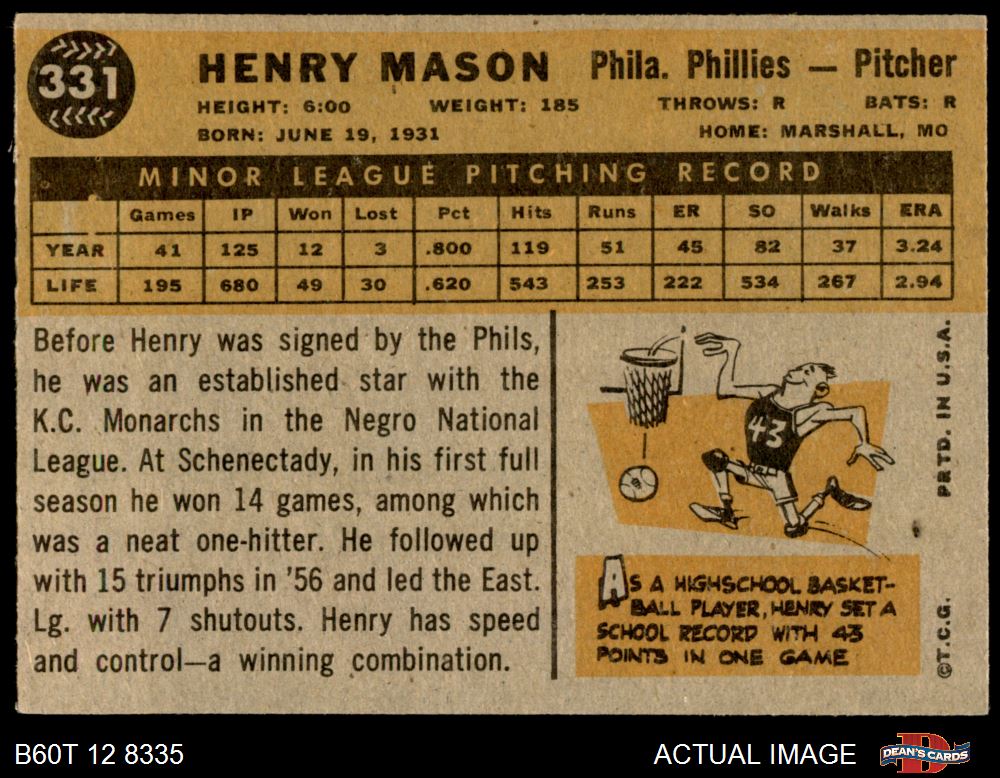 331
HENRY MASON Phila. Phillies — Pitcher
HEIGHT: 6:00 WEIGHT: 185 THROWS: R BATS: R
BORN: JUNE 19, 1931 HOME: MARSHALL, MO
MINOR LEAGUE PITCHING RECORD
Games IP Won Lost Pct Hits Runs ER SO Walks ERA
YEAR 41 125 12 3 .800 119 51 45 82 37 3.24
LIFE 195 680 49 30 .620 543 253 222 534 267 2.94
Before Henry was signed by the Phils,
he was an established star with the
K.C. Monarchs in the Negro National
League. At Schenectady, in his first full
season he won 14 games, among which
was a neat one-hitter. He followed up
with 15 triumphs in '56 and led the East.
Lg. with 7 shutouts. Henry has speed
and control—a winning combination.
43
AS A HIGHSCHOOL BASKET-
BALL PLAYER, HENRY SET A
SCHOOL RECORD WITH 43
POINTS IN ONE GAME
©T.C.G. PRTD. IN U.S.A.
B60T 12 8335 ACTUAL IMAGE DEAN'S CARDS